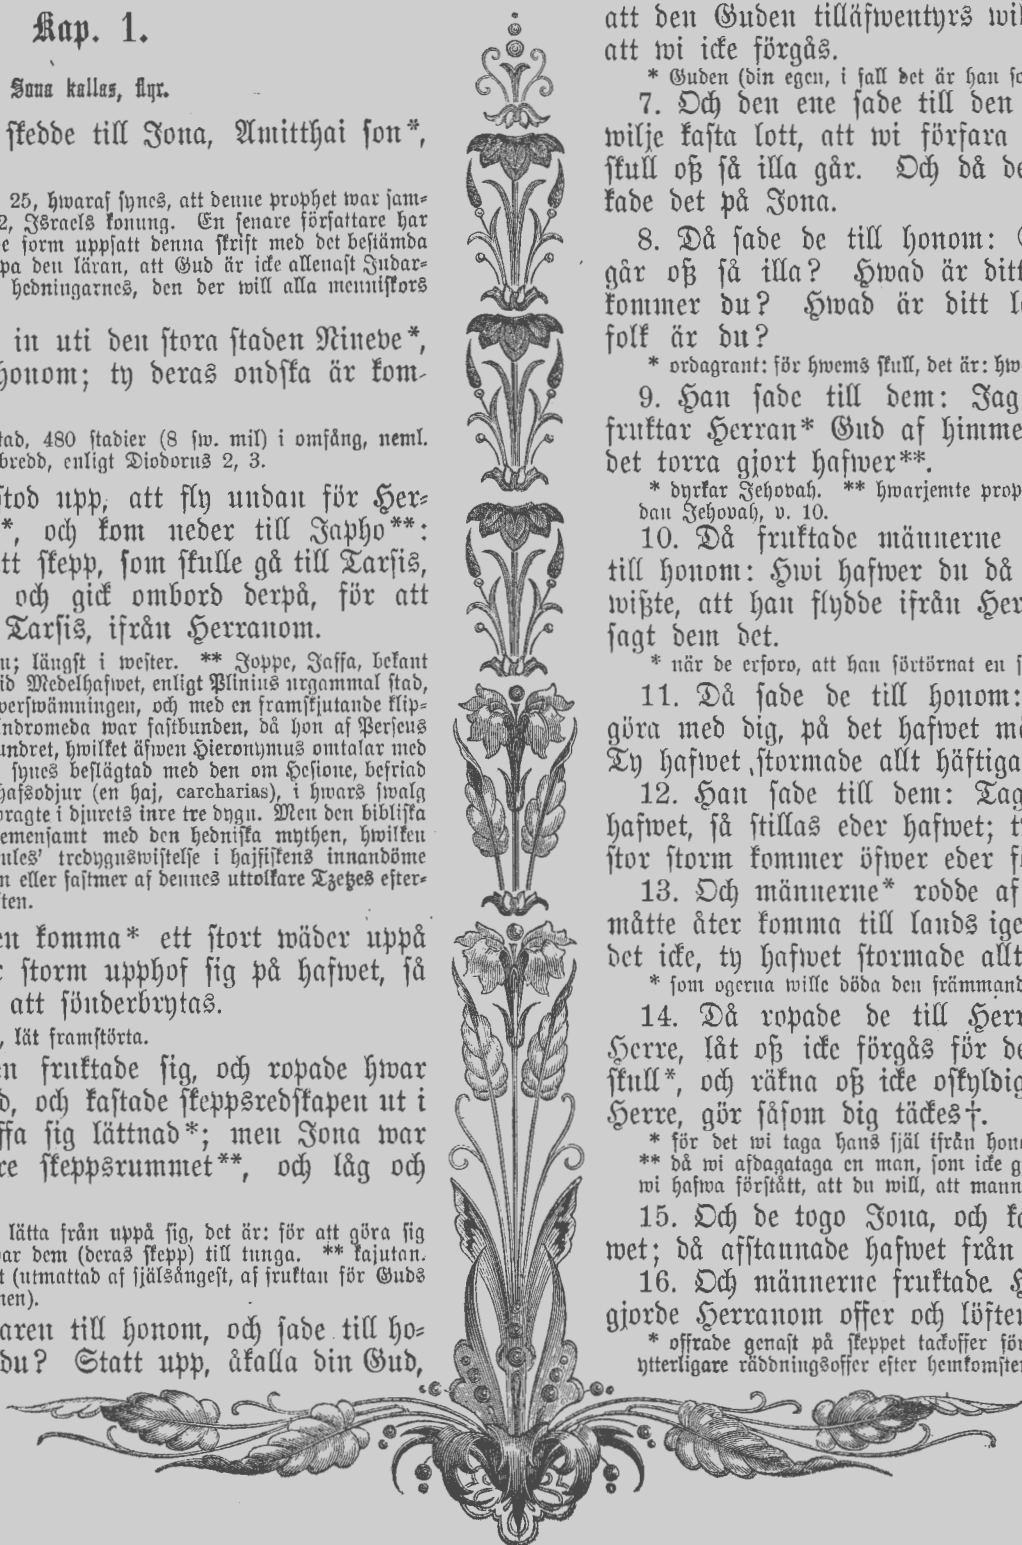 Kap. 1.
Jona kallas, flyr.
skedde till Jona, Amitthai son*,
25, hwaraf synes, att denne prophet war sam=
2, Israels konung. En senare författare har
e form uppsatt denna skrift med det bestämda
pa den läran, att Gud är icke allenast Judar=
hedningarnes, den der will alla menniskors
in uti den stora staden Nineve*,
honom; ty deras ondska är kom=
tad, 480 stadier (8 sw. mil) i omfång, neml.
bredd, enligt Diodorus 2, 3.
stod upp, att fly undan för Her=
*, och kom neder till Japho**:
tt skepp, som skulle gå till Tarsis,
och gick ombord derpå, för att
Tarsis, ifrån Herranom.
n; längst i wester. ** Joppe, Jaffa, bekant
id Medelhafwet, enligt Plinius urgammal stad,
werswämningen, och med en framskjutande klip=
Andromeda war fastbunden, då hon af Perseus
undret, hwilket äfwen Hieronymus omtalar med
synes beslägtad med den om Hesione, befriad
hafsodjur (en haj, carcharias), i hwars swalg
bragte i djurets inre tre dygn. Men den bibliska
emensamt med den hedniska mythen, hwilken
ules' tredygnswistelse i hajfiskens innandöme
n eller fastmer af dennes uttolkare Tzetzes efter=
ten.
en komma* ett stort wäder uppå
r storm upphof sig på hafwet, så
att sönderbrytas.
, lät framstörta.
en fruktade sig, och ropade hwar
d, och kastade skeppsredskapen ut i
ffa sig lättnad*; men Jona war
re skeppsrummet**, och låg och
lätta från uppå sig, det är: för att göra sig
war dem (deras skepp) till tunga. ** kajutan.
t (utmattad af själsångest, af fruktan för Guds
nen).
aren till honom, och sade till ho=
du? Statt upp, åkalla din Gud,
att den Guden tilläfwentyrs wil
att wi icke förgås.
* Guden (din egen, i fall det är han so
7. Och den ene sade till den
wilje kasta lott, att wi förfara
skull oß så illa går. Och då de
kade det på Jona.
8. Då sade de till honom:
går oß så illa? Hwad är ditt
kommer du? Hwad är ditt l
folk är du?
* ordagrant: för hwems skull, det är: hw
9. Han sade till dem: Jag
fruktar Herran* Gud af himme
det torra gjort hafwer**.
* dyrkar Jehovah. ** hwarjemte prop
dan Jehovah, v. 10.
10. Då fruktade männerne
till honom: Hwi hafwer du då
wißte, att han flydde ifrån Her
sagt dem det.
* när de erforo, att han förtörnat en s
11. Då sade de till honom:
göra med dig, på det hafwet må
Ty hafwet stormade allt häftiga
12. Han sade till dem: Tag
hafwet, så stillas eder hafwet; t
stor storm kommer öfwer eder f
13. Och männerne* rodde af
måtte åter komma till lands ige
det icke, ty hafwet stormade allt
* som ogerna wille döda den främmand
14. Då ropade de till Herr
Herre, låt oß icke förgås för de
skull*, och räkna oß icke oskyldig
Herre, gör såsom dig täckes†.
* för det wi taga hans själ ifrån hon
** då wi afdagataga en man, som icke g
wi hafwa förstått, att du will, att mann
15. Och de togo Jona, och k
wet; då afstannade hafwet från
16. Och männerne fruktade H
gjorde Herranom offer och löften
* offrade genast på skeppet tackoffer för
ytterligare räddningsoffer efter hemkomsten